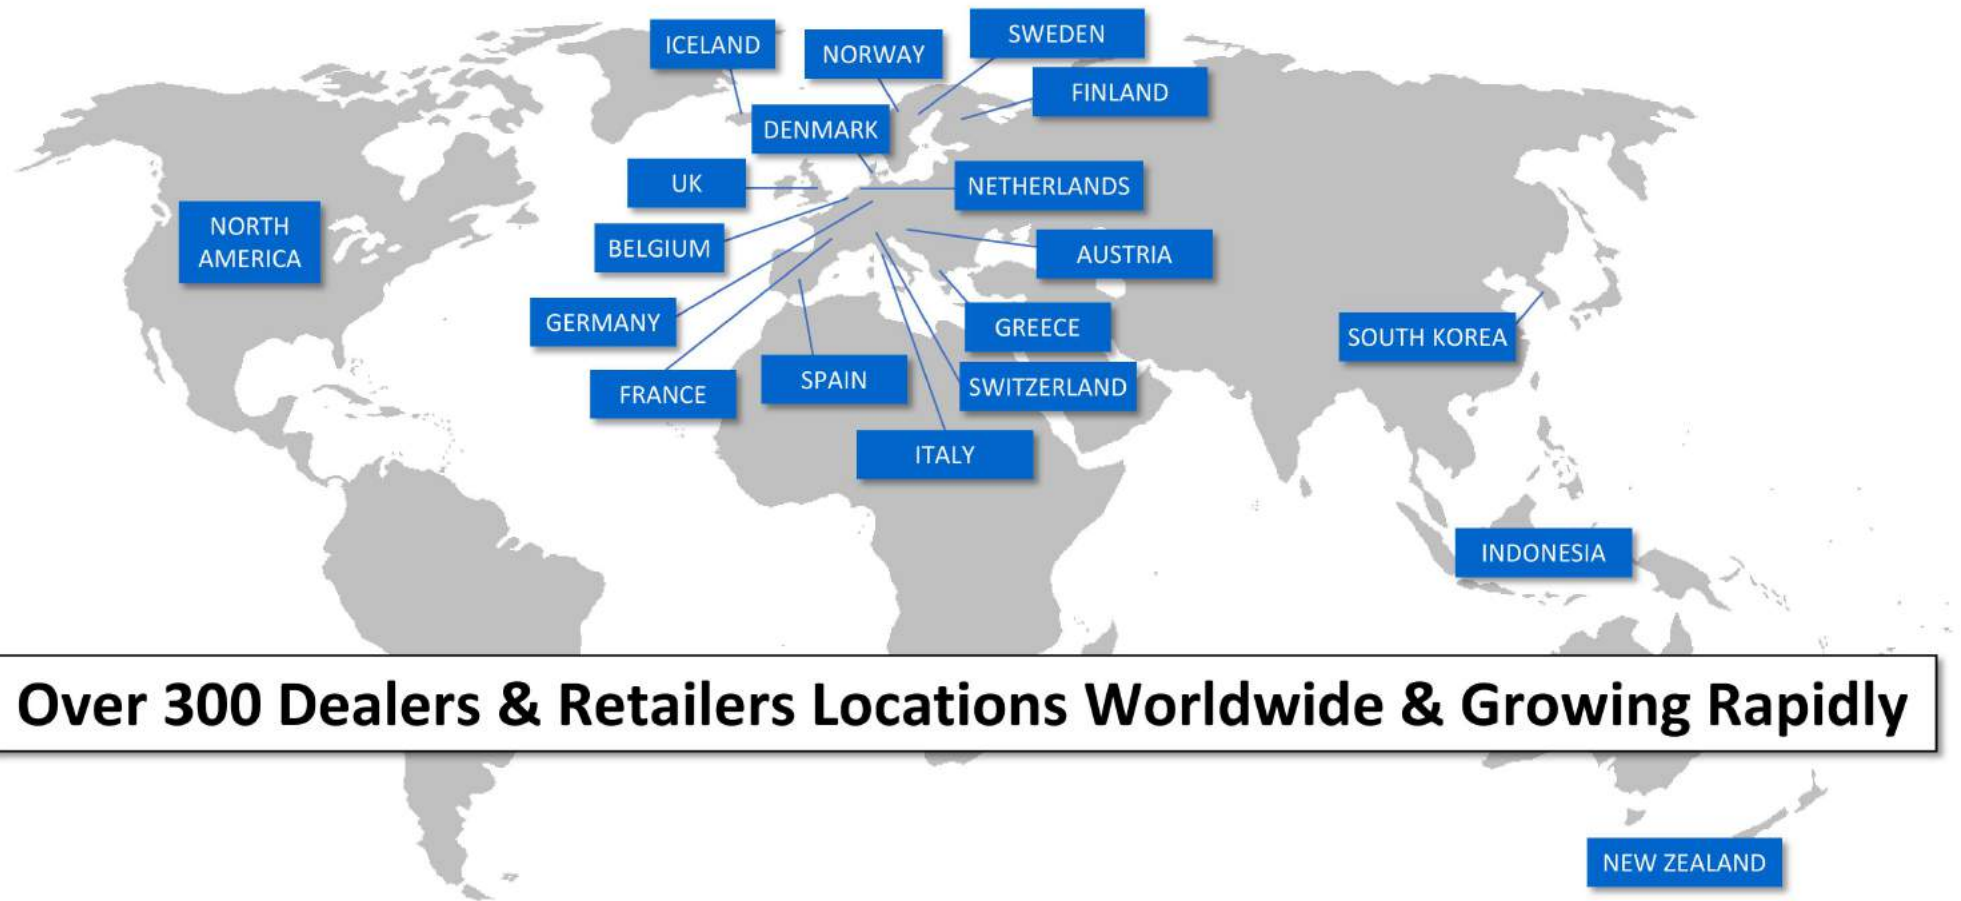 ICELAND
NORWAY
SWEDEN
FINLAND
DENMARK
UK
NETHERLANDS
NORTH
AMERICA
BELGIUM
AUSTRIA
GERMANY
GREECE
SOUTH KOREA
FRANCE
SPAIN
SWITZERLAND
ITALY
INDONESIA
Over 300 Dealers & Retailers Locations Worldwide & Growing Rapidly
NEW ZEALAND